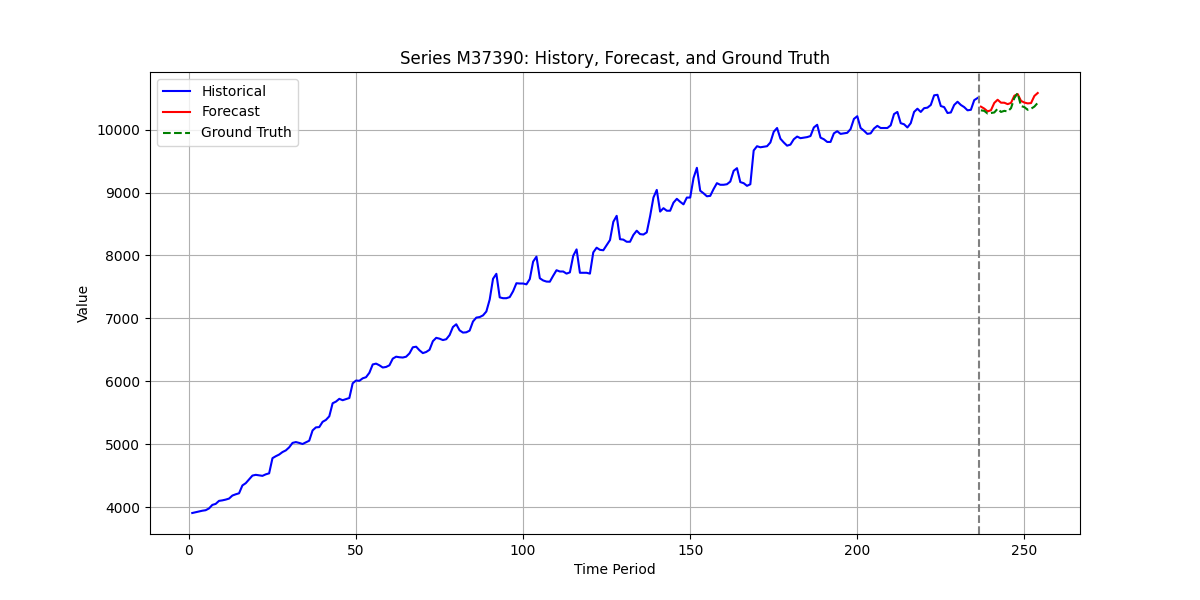 Series M37390: History, Forecast, and Ground Truth
Historical
Forecast
Ground Truth
10000
9000
8000
7000
6000
5000
4000
Value
0 50 100 150 200 250
Time Period